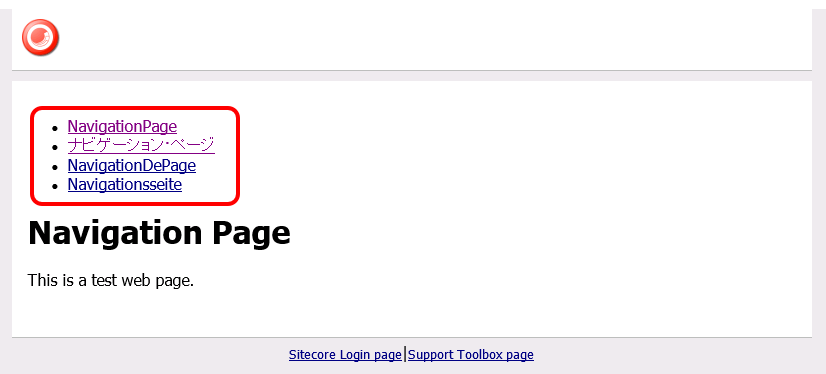 NavigationPage
ナビゲーション・ページ
NavigationDePage
Navigationsseite
Navigation Page
This is a test web page.
Sitecore Login page|Support Toolbox page